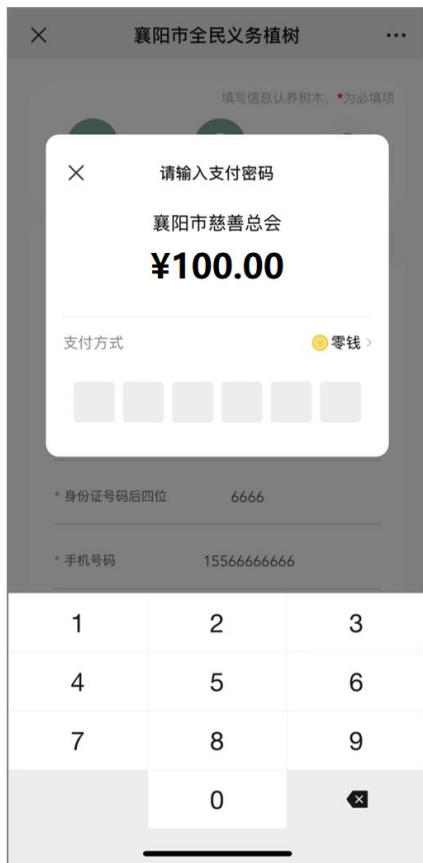 襄阳市全民义务植树
填写信息认养树木，*为必填项
请输入支付密码
襄阳市慈善总会
¥100.00
支付方式 零钱
* 身份证号码后四位 6666
* 手机号码 15566666666
1 2 3
4 5 6
7 8 9
0